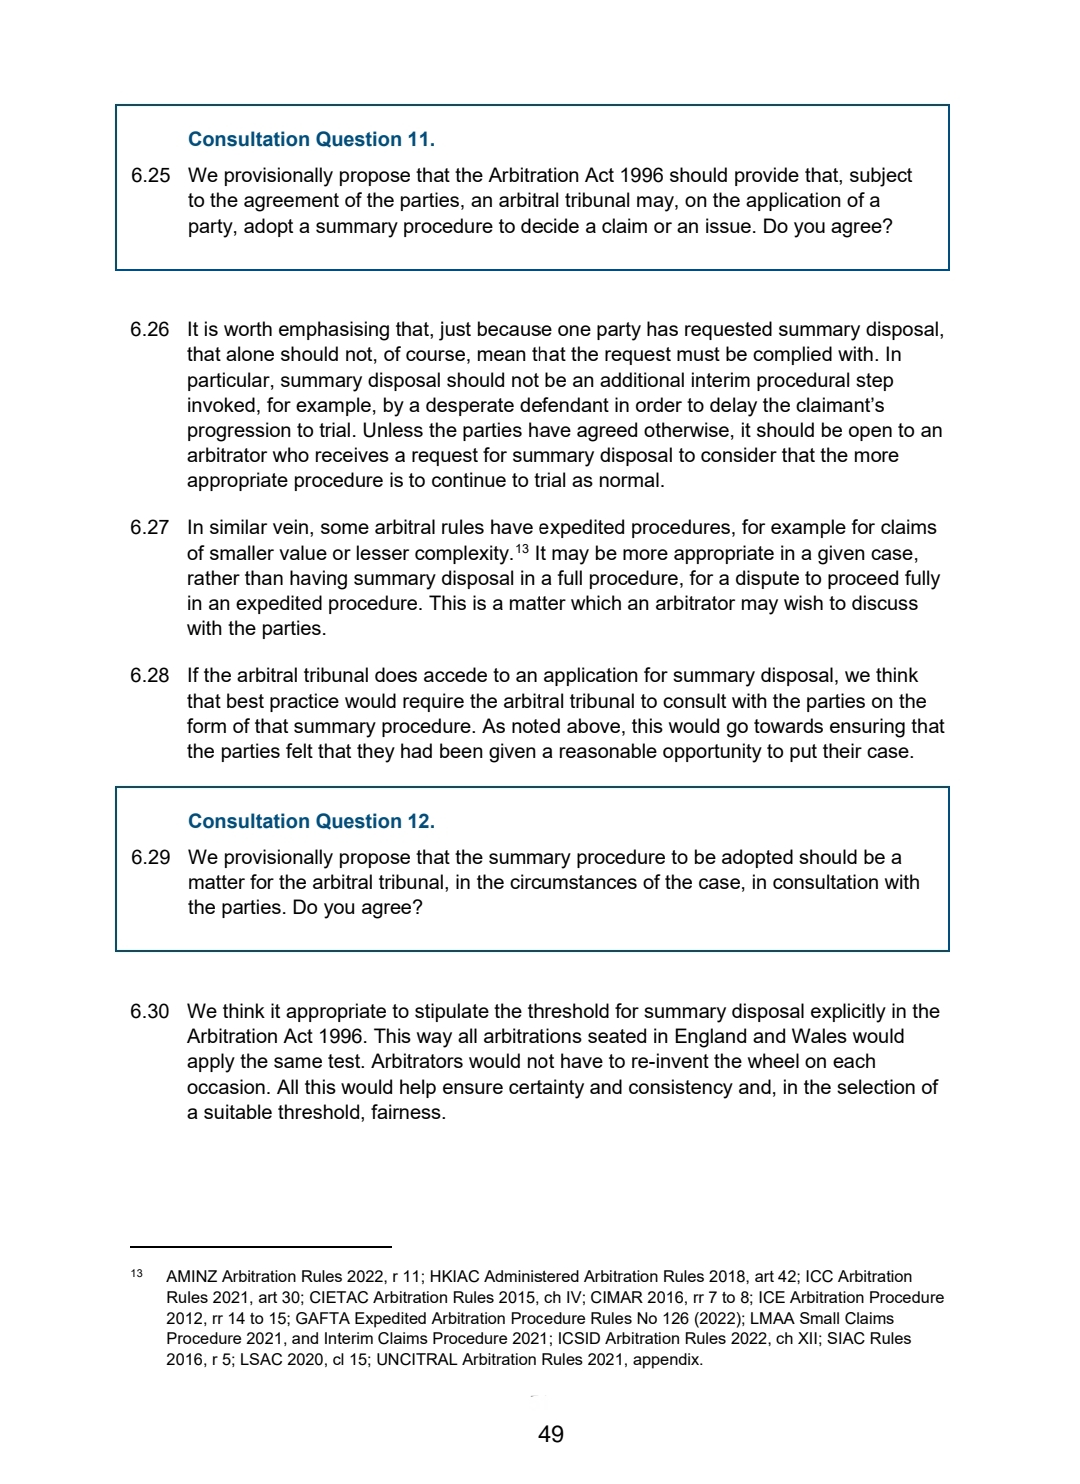 Consultation Question 11.
6.25 We provisionally propose that the Arbitration Act 1996 should provide that, subject
to the agreement of the parties, an arbitral tribunal may, on the application of a
party, adopt a summary procedure to decide a claim or an issue. Do you agree?
6.26 It is worth emphasising that, just because one party has requested summary disposal,
that alone should not, of course, mean that the request must be complied with. In
particular, summary disposal should not be an additional interim procedural step
invoked, for example, by a desperate defendant in order to delay the claimant’s
progression to trial. Unless the parties have agreed otherwise, it should be open to an
arbitrator who receives a request for summary disposal to consider that the more
appropriate procedure is to continue to trial as normal.
6.27 In similar vein, some arbitral rules have expedited procedures, for example for claims
of smaller value or lesser complexity.13 It may be more appropriate in a given case,
rather than having summary disposal in a full procedure, for a dispute to proceed fully
in an expedited procedure. This is a matter which an arbitrator may wish to discuss
with the parties.
6.28 If the arbitral tribunal does accede to an application for summary disposal, we think
that best practice would require the arbitral tribunal to consult with the parties on the
form of that summary procedure. As noted above, this would go towards ensuring that
the parties felt that they had been given a reasonable opportunity to put their case.
Consultation Question 12.
6.29 We provisionally propose that the summary procedure to be adopted should be a
matter for the arbitral tribunal, in the circumstances of the case, in consultation with
the parties. Do you agree?
6.30 We think it appropriate to stipulate the threshold for summary disposal explicitly in the
Arbitration Act 1996. This way all arbitrations seated in England and Wales would
apply the same test. Arbitrators would not have to re-invent the wheel on each
occasion. All this would help ensure certainty and consistency and, in the selection of
a suitable threshold, fairness.
13 AMINZ Arbitration Rules 2022, r 11; HKIAC Administered Arbitration Rules 2018, art 42; ICC Arbitration
Rules 2021, art 30; CIETAC Arbitration Rules 2015, ch IV; CIMAR 2016, rr 7 to 8; ICE Arbitration Procedure
2012, rr 14 to 15; GAFTA Expedited Arbitration Procedure Rules No 126 (2022); LMAA Small Claims
Procedure 2021, and Interim Claims Procedure 2021; ICSID Arbitration Rules 2022, ch XII; SIAC Rules
2016, r 5; LSAC 2020, cl 15; UNCITRAL Arbitration Rules 2021, appendix.
49